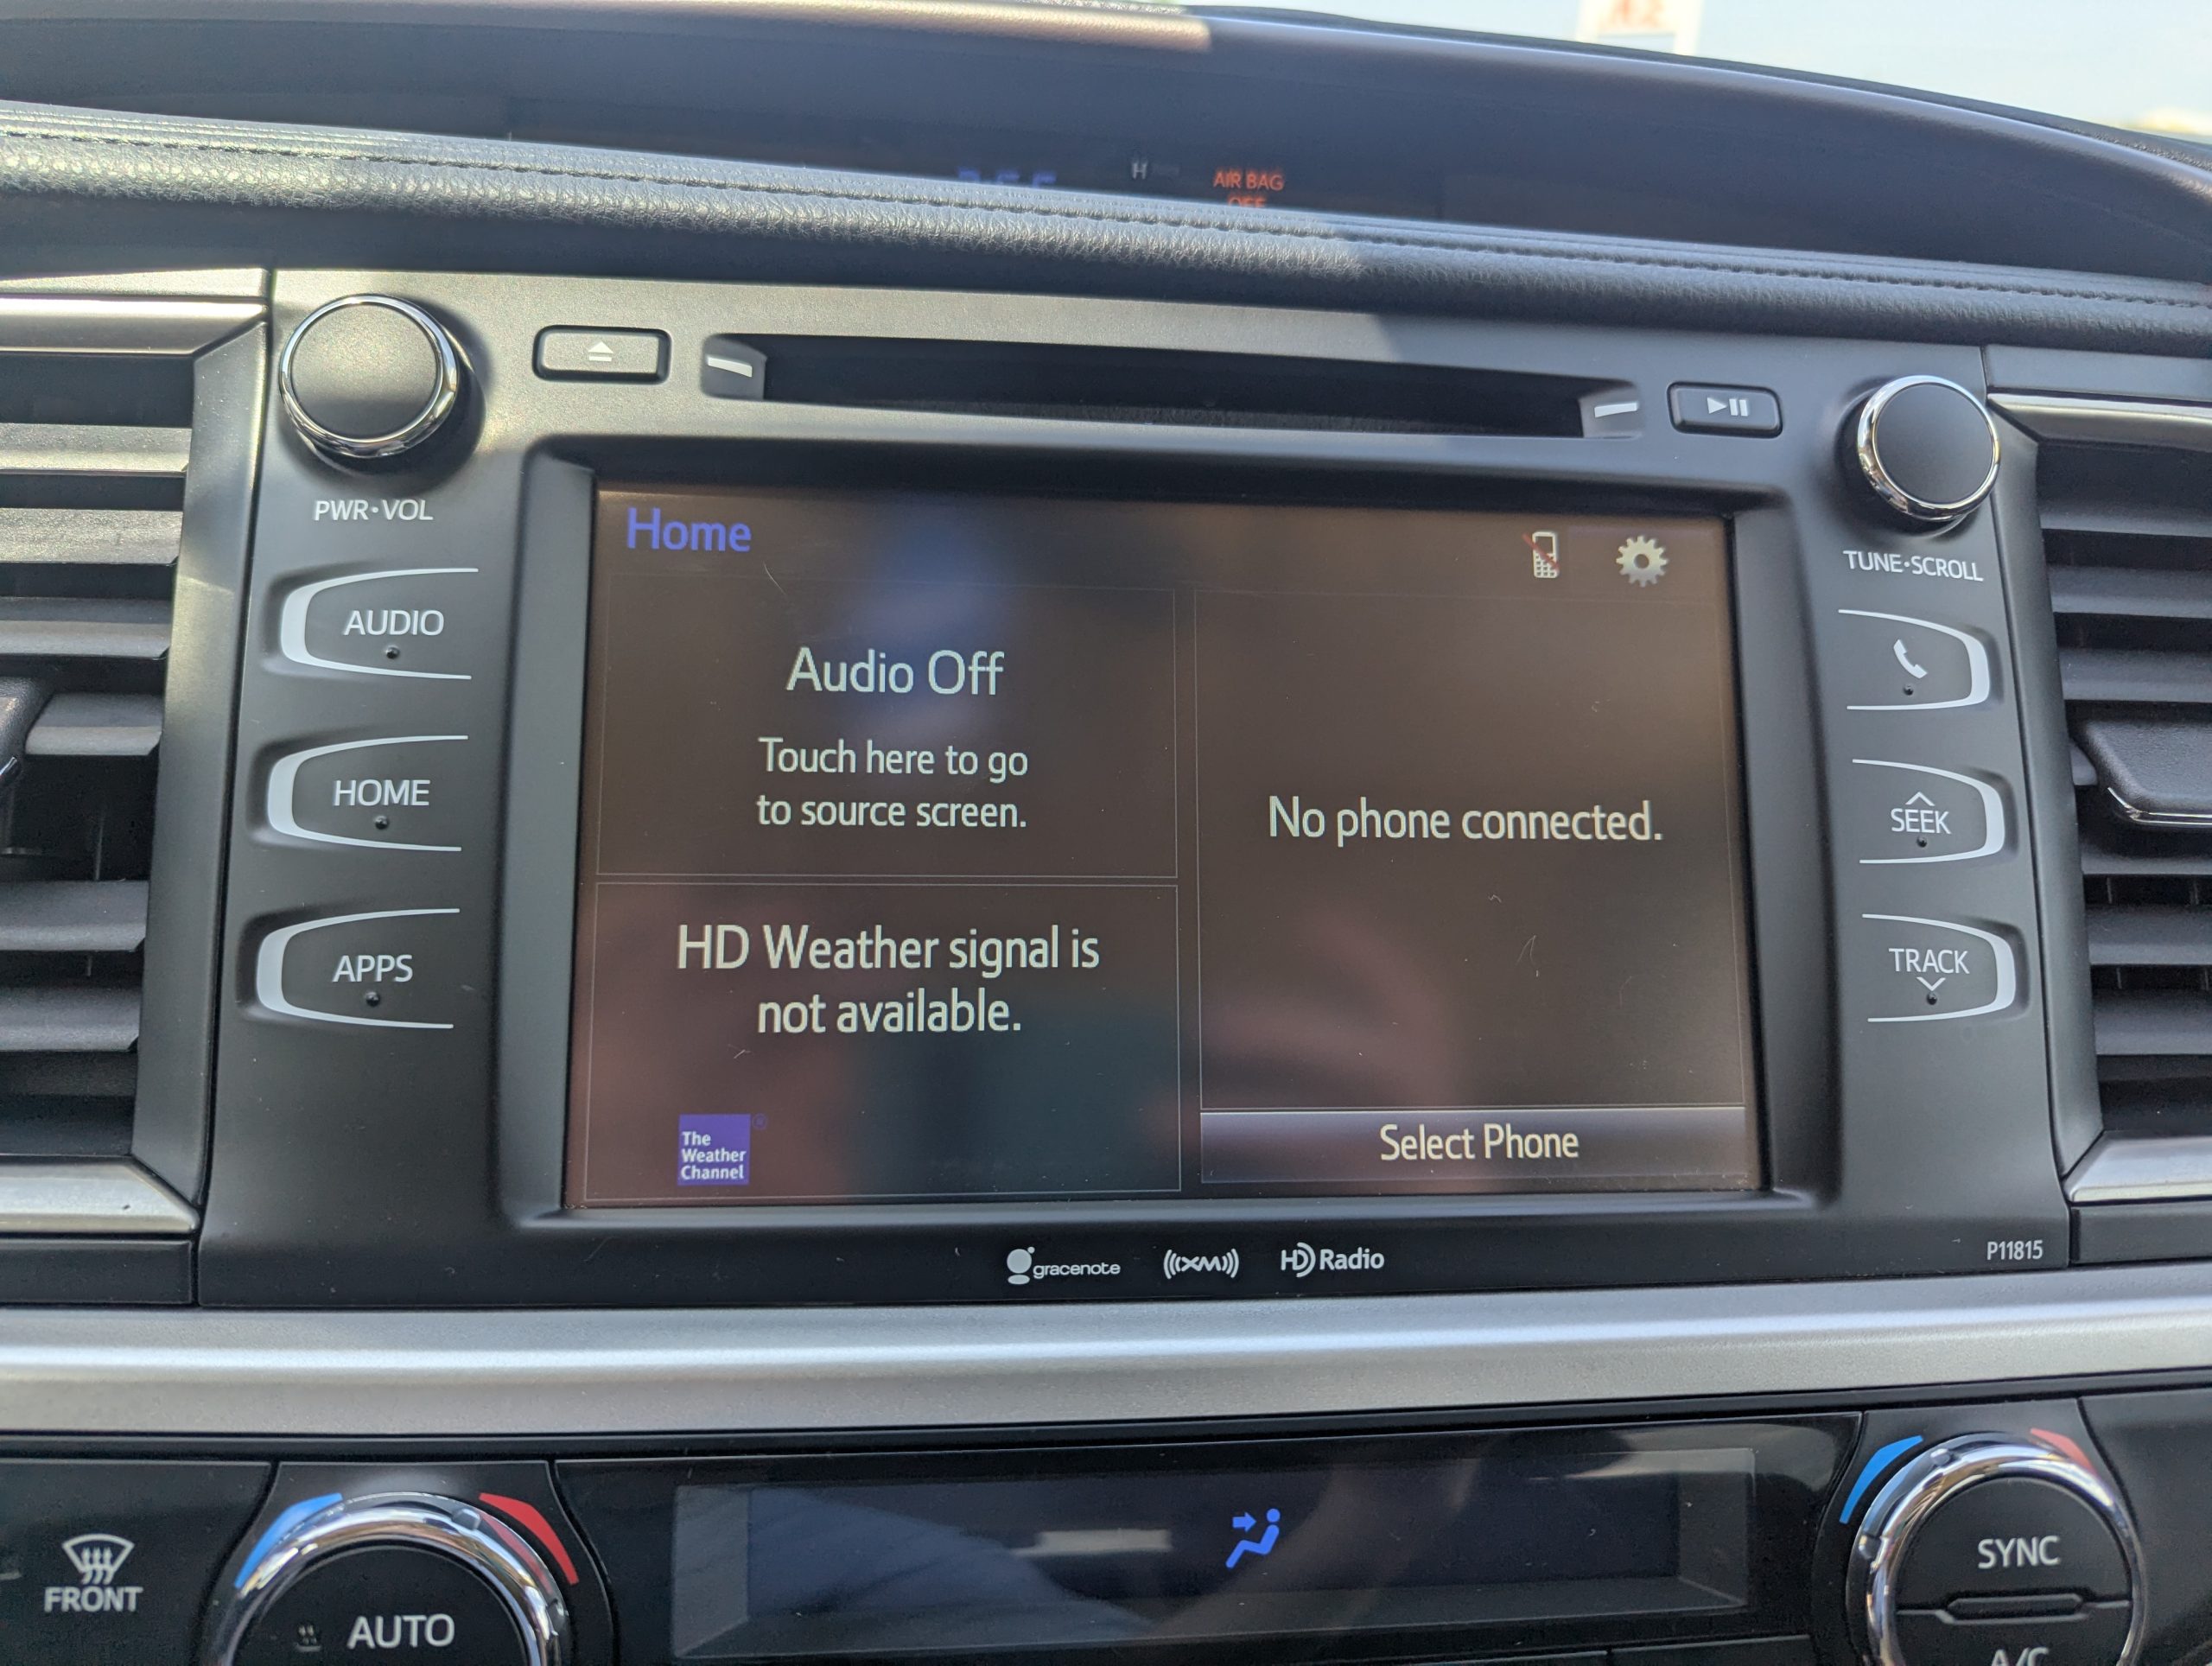 AIR BAG
OFF
PWR•VOL
AUDIO
HOME
APPS
TUNE•SCROLL
SEEK
TRACK
Home
Audio Off
Touch here to go
to source screen.
HD Weather signal is
not available.
The
Weather
Channel
®
No phone connected.
Select Phone
gracenote
XM
HD Radio
P11815
FRONT
AUTO
SYNC
A/C